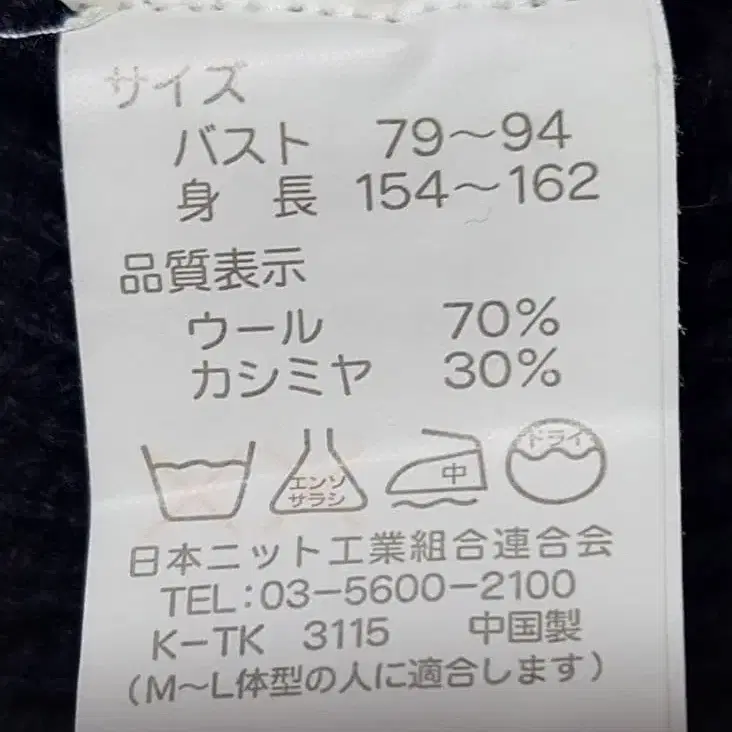 サイズ
バスト 79〜94
身 長 154〜162
品質表示
ウール 70%
カシミヤ 30%
エンソ
サラシ
中
ドライ
日本ニット工業組合連合会
TEL:03-5600-2100
K-TK 3115 中国製
(M〜L体型の人に適合します)